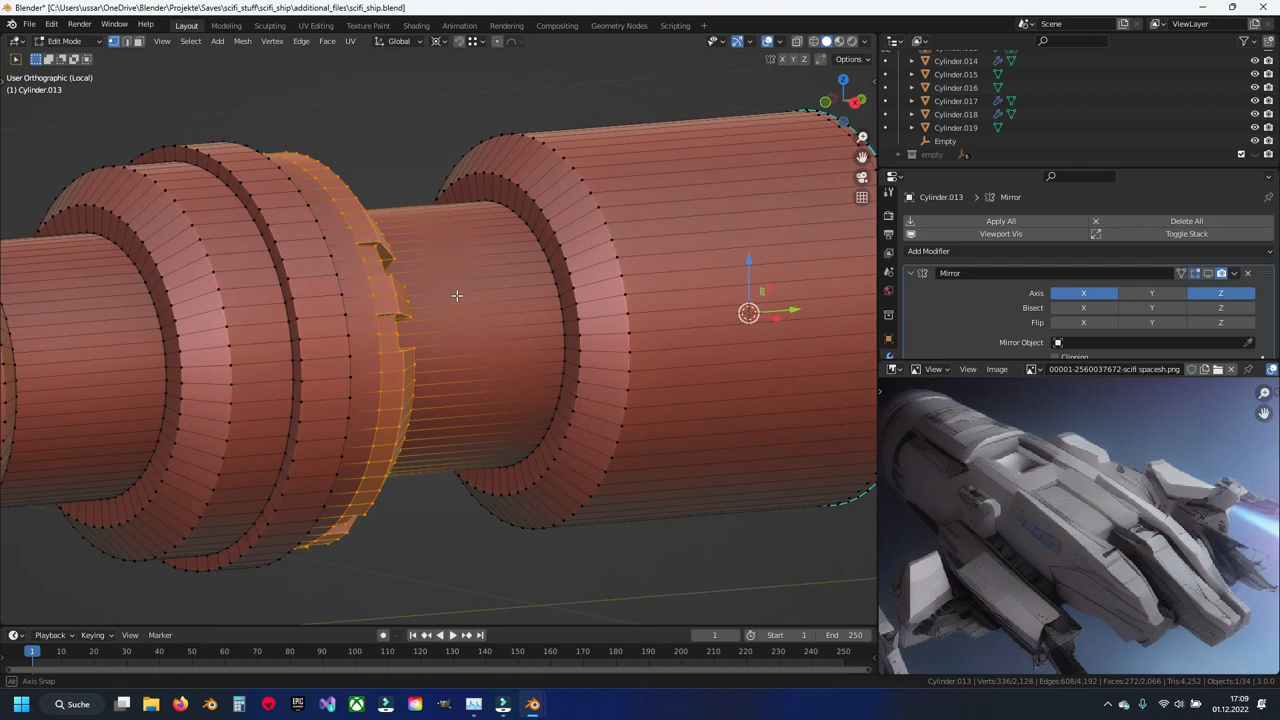 Blender* [C:\Users\ussar\OneDrive\Blender\Projekte\Saves\scifi_stuff\scifi_ship\additional_files\scifi_ship.blend]
File Edit Render Window Help Layout Modeling Sculpting UV Editing Texture Paint Shading Animation Rendering Compositing Geometry Nodes Scripting Scene ViewLayer
Edit Mode View Select Add Mesh Vertex Edge Face UV Global
X Y Z Options
User Orthographic (Local)
(1) Cylinder.013
Z
X
Cylinder.014
Cylinder.015
Cylinder.016
Cylinder.017
Cylinder.018
Cylinder.019
Empty
empty 6
Cylinder.013 > Mirror
Apply All Delete All
Viewport Vis Toggle Stack
Add Modifier
Mirror
Axis X Y Z
Bisect X Y Z
Flip X Y Z
Mirror Object
Clipping
View View Image 00001-2560037672-scifi spacesh.png
Playback Keying View Marker 1 Start 1 End 250
1 10 20 30 40 50 60 70 80 90 100 110 120 130 140 150 160 170 180 190 200 210 220 230 240 250
Alt Axis Snap
Cylinder.013 | Verts:336/2,128 | Edges:608/4,192 | Faces:272/2,066 | Tris:4,252 | Objects:1/34 | 3.0.0
Suche
EPIC
17:09
01.12.2022